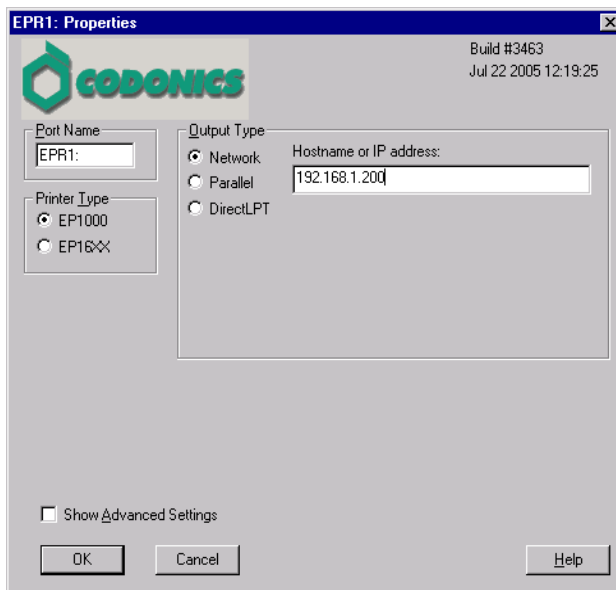 EPR1: Properties
CODONICS
Build #3463
Jul 22 2005 12:19:25
Port Name
EPR1:
Printer Type
EP1000
EP16XX
Output Type
Network
Parallel
DirectLPT
Hostname or IP address:
192.168.1.200
Show Advanced Settings
OK
Cancel
Help